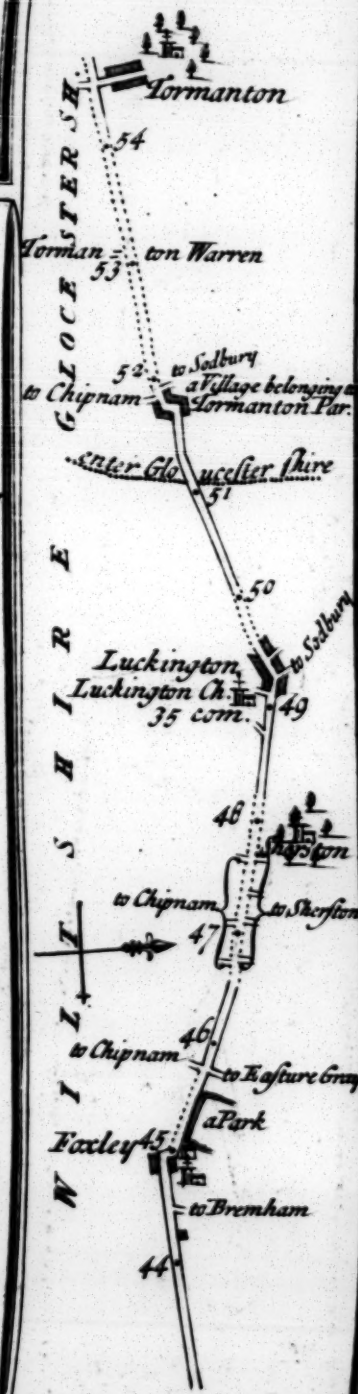 Tormanton
54
Torman = ton Warren
53
52
to Sodbury
a Village belonging to
to Chipnam
Tormanton Par.
enter Gloucester shire
51
50
Luckington
to Sodbury
Luckington Ch.
35 com.
49
48
Sherston
to Chipnam
to Sherston
47
46
to Chipnam
to Easture
a Park
Foxley
45
to Bremham
44
GLOCESTER SH.
WILT SHIRE